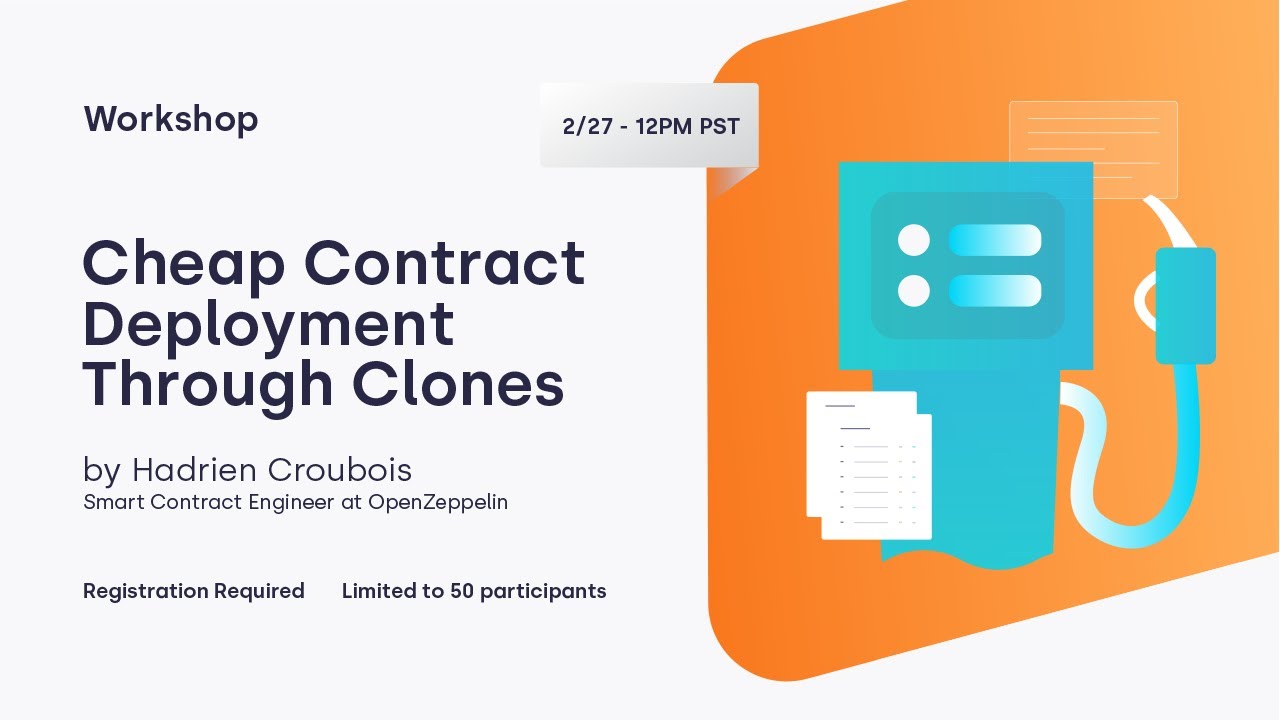 Workshop
2/27 - 12PM PST
Cheap Contract
Deployment
Through Clones
by Hadrien Croubois
Smart Contract Engineer at OpenZeppelin
Registration Required
Limited to 50 participants